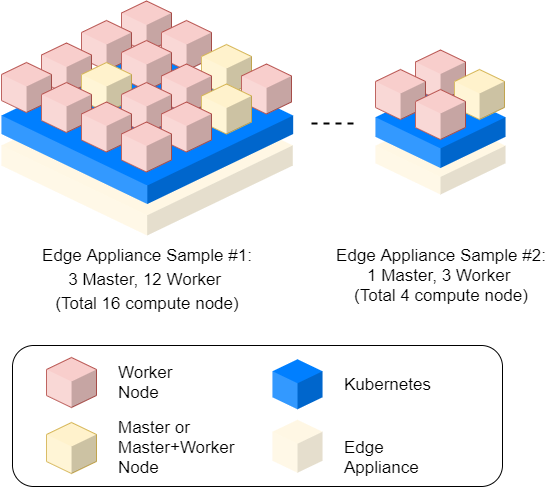 Edge Appliance Sample #1:
3 Master, 12 Worker
(Total 16 compute node)
Edge Appliance Sample #2:
1 Master, 3 Worker
(Total 4 compute node)
Worker
Node
Kubernetes
Master or
Master+Worker
Node
Edge
Appliance